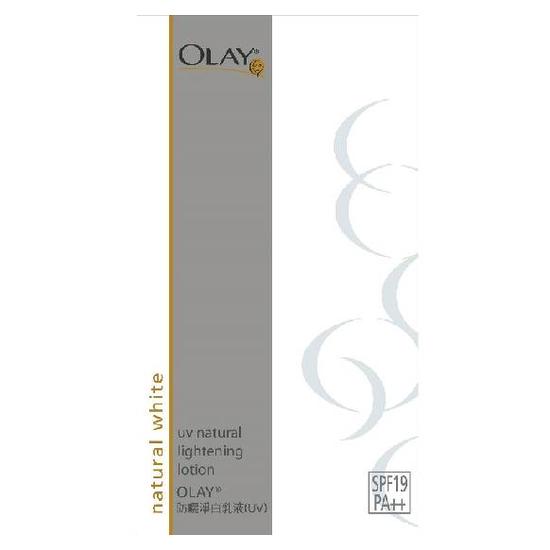 OLAY®
natural white
uv natural
lightening
lotion
OLAY®
防曬淨白乳液(UV)
SPF19
PA++